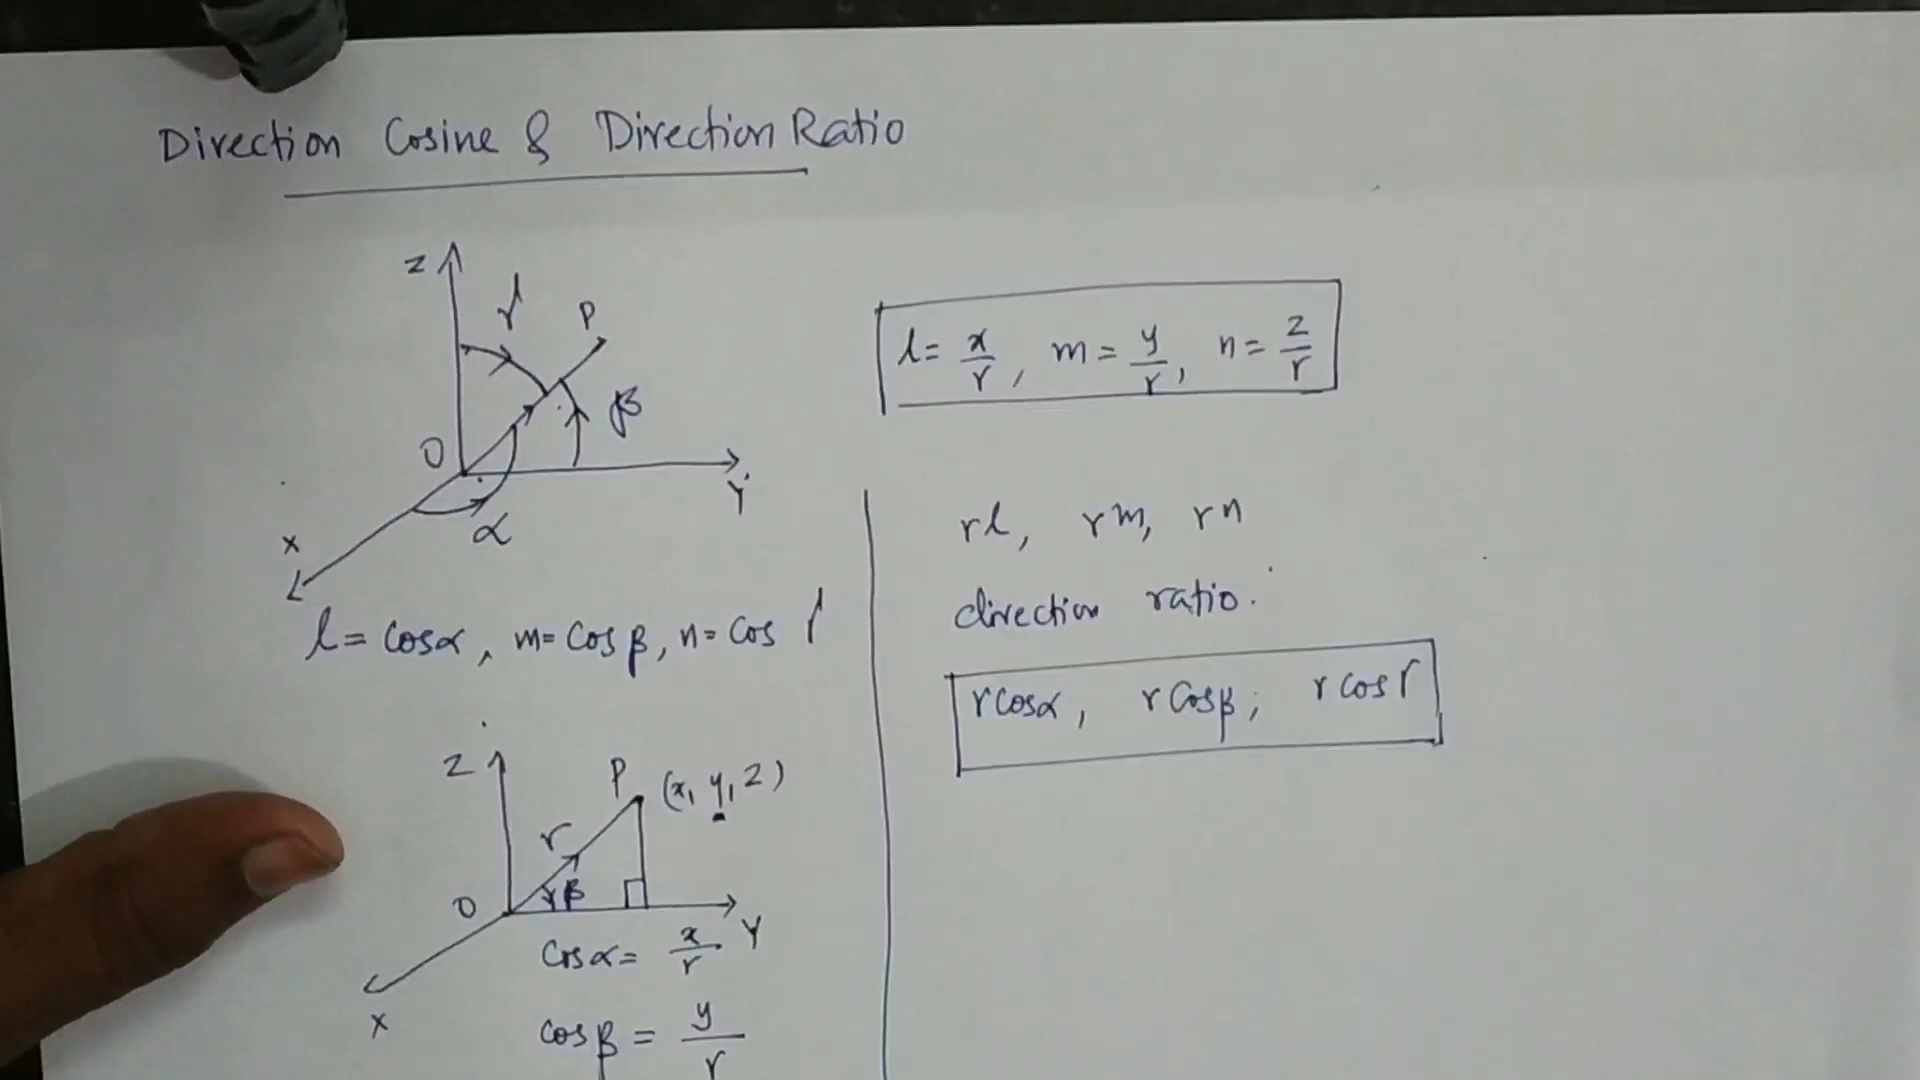 Direction Cosine & Direction Ratio
Z
γ
P
β
O
Y
X
α
l = cosα, m= cosβ, n= cos γ
Z
P (x, y, z)
r
β
O
Y
X
cosα = x/r
cosβ = y/r
l = x/r, m = y/r, n = z/r
rl, rm, rn
direction ratio.
rcosα, rcosβ, rcosγ